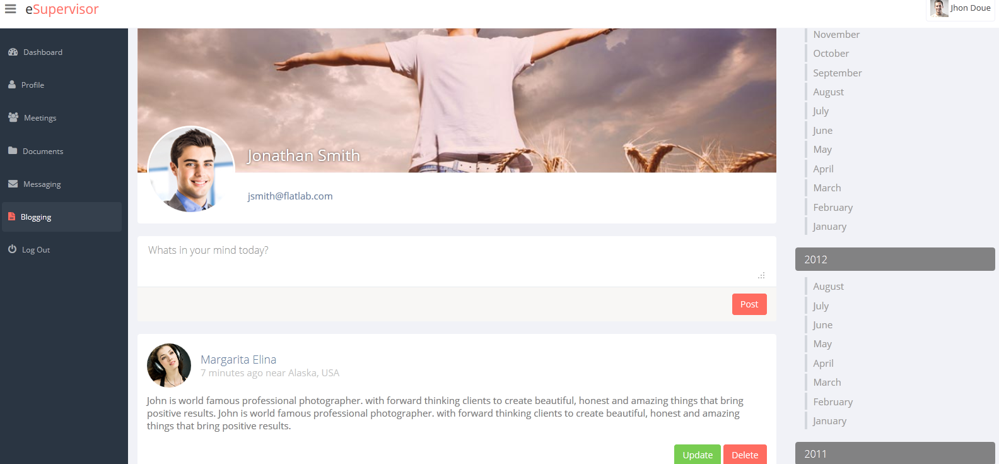 eSupervisor
Jhon Doue
Dashboard
Profile
Meetings
Documents
Messaging
Blogging
Log Out
Jonathan Smith
jsmith@flatlab.com
Whats in your mind today?
Post
Margarita Elina
7 minutes ago near Alaska, USA
John is world famous professional photographer. with forward thinking clients to create beautiful, honest and amazing things that bring
positive results. John is world famous professional photographer. with forward thinking clients to create beautiful, honest and amazing
things that bring positive results.
Update
Delete
November
October
September
August
July
June
May
April
March
February
January
2012
August
July
June
May
April
March
February
January
2011